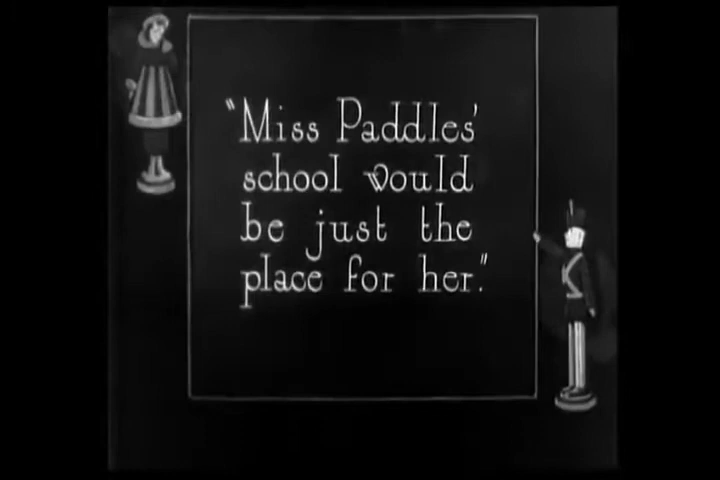 "Miss Paddles'
school would
be just the
place for her."